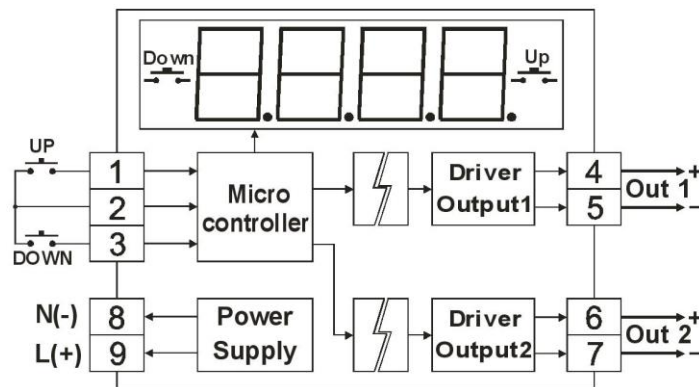 Down
Up
UP
1
2
3
DOWN
Micro
controller
Driver
Output1
4
5
+
Out 1
–
N(-)
L(+)
8
9
Power
Supply
Driver
Output2
6
7
+
Out 2
–